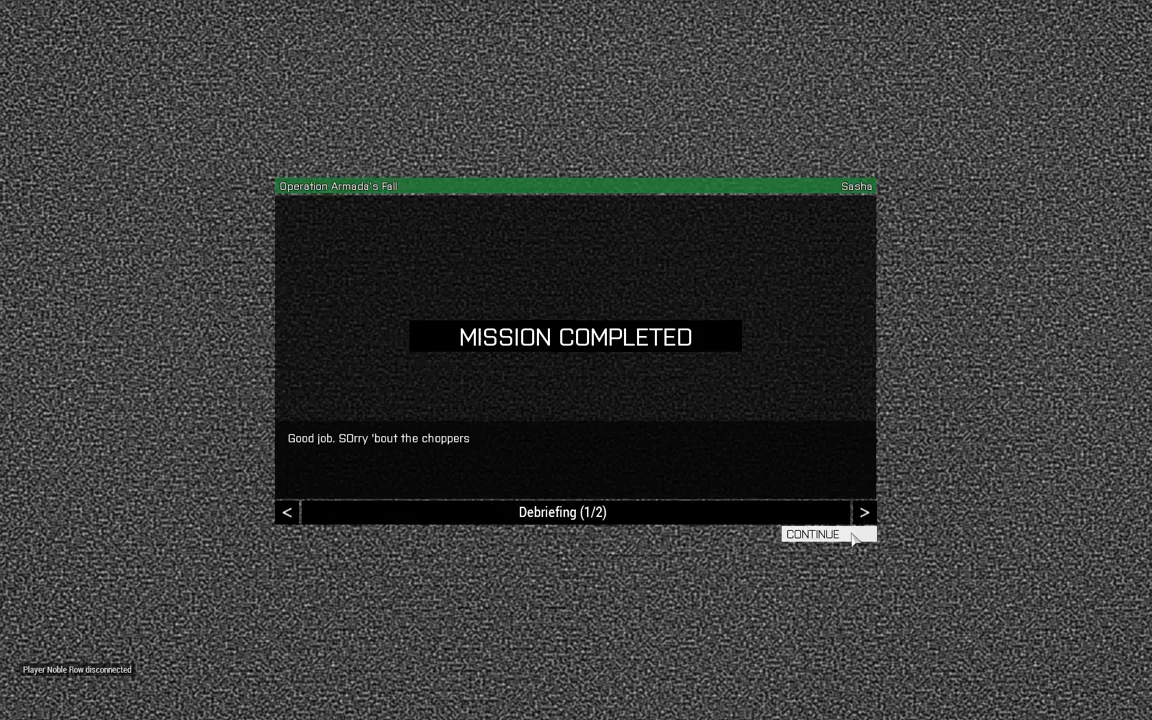 Operation Armada's Fall
Sasha
MISSION COMPLETED
Good job. SOrry 'bout the choppers
< Debriefing (1/2) >
CONTINUE
Player Noble Row disconnected